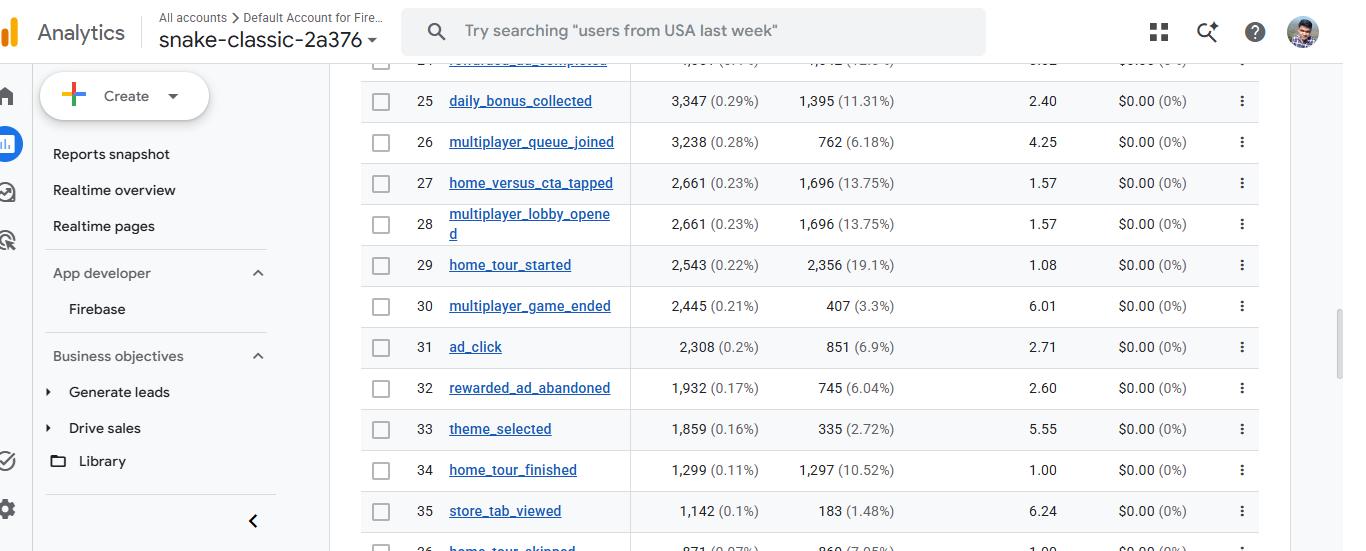 Analytics
All accounts > Default Account for Fire...
snake-classic-2a376
Try searching "users from USA last week"
Create
Reports snapshot
Realtime overview
Realtime pages
App developer
Firebase
Business objectives
Generate leads
Drive sales
Library
25 daily_bonus_collected 3,347 (0.29%) 1,395 (11.31%) 2.40 $0.00 (0%)
26 multiplayer_queue_joined 3,238 (0.28%) 762 (6.18%) 4.25 $0.00 (0%)
27 home_versus_cta_tapped 2,661 (0.23%) 1,696 (13.75%) 1.57 $0.00 (0%)
28 multiplayer_lobby_opene
d 2,661 (0.23%) 1,696 (13.75%) 1.57 $0.00 (0%)
29 home_tour_started 2,543 (0.22%) 2,356 (19.1%) 1.08 $0.00 (0%)
30 multiplayer_game_ended 2,445 (0.21%) 407 (3.3%) 6.01 $0.00 (0%)
31 ad_click 2,308 (0.2%) 851 (6.9%) 2.71 $0.00 (0%)
32 rewarded_ad_abandoned 1,932 (0.17%) 745 (6.04%) 2.60 $0.00 (0%)
33 theme_selected 1,859 (0.16%) 335 (2.72%) 5.55 $0.00 (0%)
34 home_tour_finished 1,299 (0.11%) 1,297 (10.52%) 1.00 $0.00 (0%)
35 store_tab_viewed 1,142 (0.1%) 183 (1.48%) 6.24 $0.00 (0%)